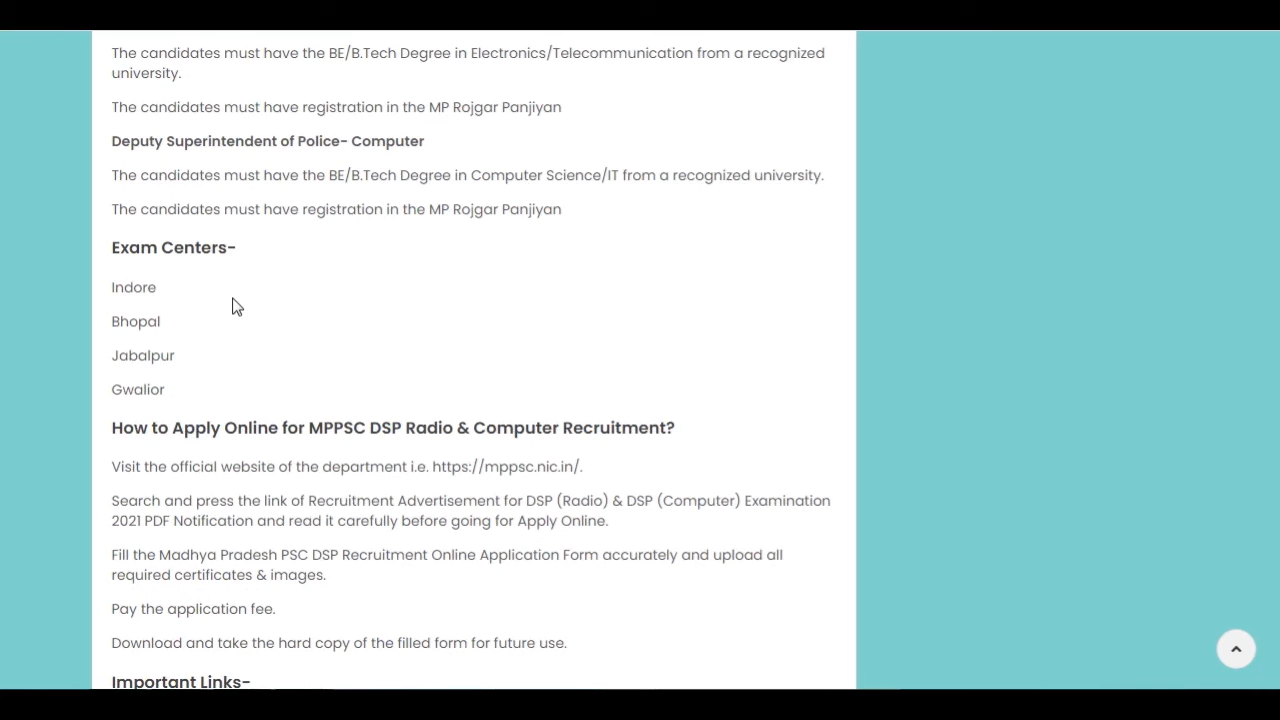 The candidates must have the BE/B.Tech Degree in Electronics/Telecommunication from a recognized
university.
The candidates must have registration in the MP Rojgar Panjiyan
Deputy Superintendent of Police- Computer
The candidates must have the BE/B.Tech Degree in Computer Science/IT from a recognized university.
The candidates must have registration in the MP Rojgar Panjiyan
Exam Centers-
Indore
Bhopal
Jabalpur
Gwalior
How to Apply Online for MPPSC DSP Radio & Computer Recruitment?
Visit the official website of the department i.e. https://mppsc.nic.in/.
Search and press the link of Recruitment Advertisement for DSP (Radio) & DSP (Computer) Examination
2021 PDF Notification and read it carefully before going for Apply Online.
Fill the Madhya Pradesh PSC DSP Recruitment Online Application Form accurately and upload all
required certificates & images.
Pay the application fee.
Download and take the hard copy of the filled form for future use.
Important Links-